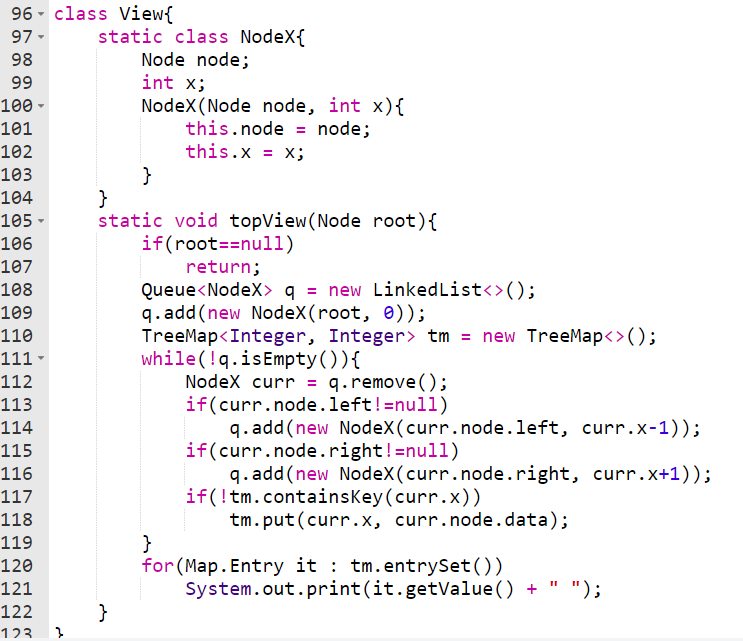 96 class View{
97     static class NodeX{
98         Node node;
99         int x;
100         NodeX(Node node, int x){
101             this.node = node;
102             this.x = x;
103         }
104     }
105     static void topView(Node root){
106         if(root==null)
107             return;
108         Queue<NodeX> q = new LinkedList<>();
109         q.add(new NodeX(root, 0));
110         TreeMap<Integer, Integer> tm = new TreeMap<>();
111         while(!q.isEmpty()){
112             NodeX curr = q.remove();
113             if(curr.node.left!=null)
114                 q.add(new NodeX(curr.node.left, curr.x-1));
115             if(curr.node.right!=null)
116                 q.add(new NodeX(curr.node.right, curr.x+1));
117             if(!tm.containsKey(curr.x))
118                 tm.put(curr.x, curr.node.data);
119         }
120         for(Map.Entry it : tm.entrySet())
121             System.out.print(it.getValue() + " ");
122     }
123 }